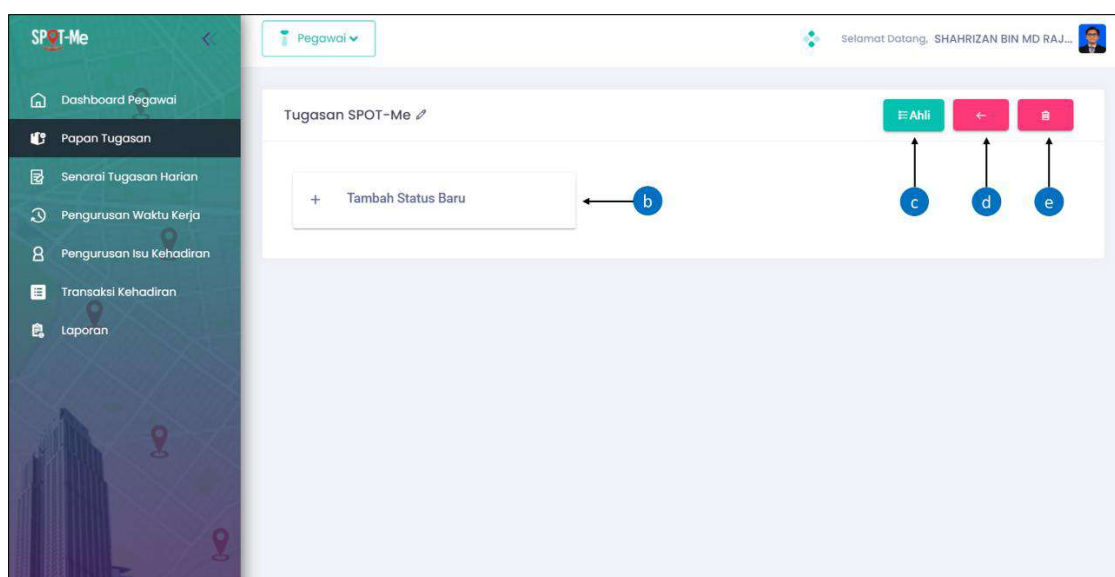 SPOT-Me
Pegawai
Selamat Datang, SHAHRIZAN BIN MD RAJ...
Dashboard Pegawai
Papan Tugasan
Senarai Tugasan Harian
Pengurusan Waktu Kerja
Pengurusan Isu Kehadiran
Transaksi Kehadiran
Laporan
Tugasan SPOT-Me
Ahli
+ Tambah Status Baru
b
c
d
e